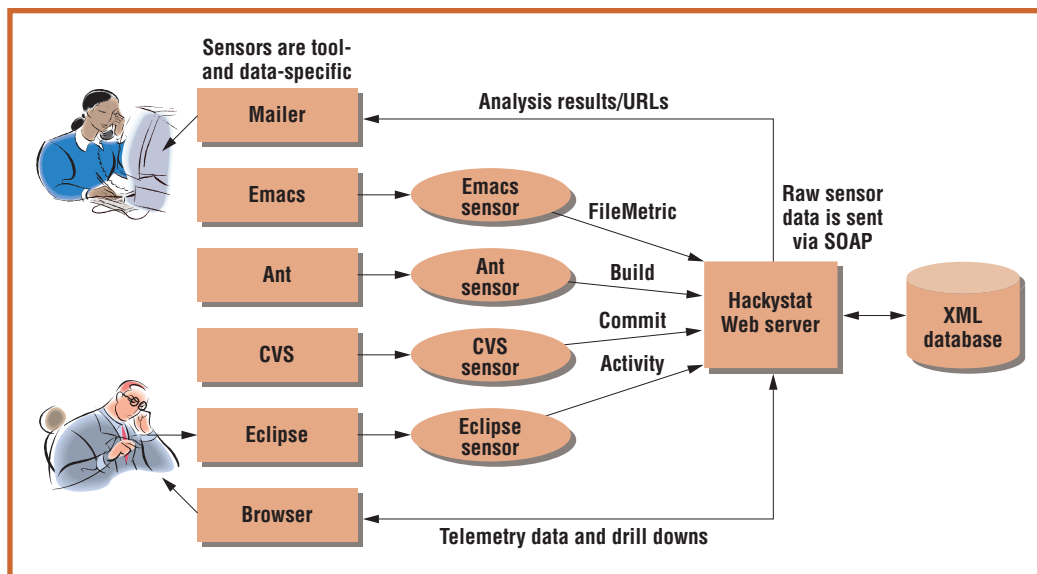 Sensors are tool-
and data-specific
Mailer
Analysis results/URLs
Emacs
Emacs
sensor
FileMetric
Raw sensor
data is sent
via SOAP
Ant
Ant
sensor
Build
Hackystat
Web server
XML
database
CVS
CVS
sensor
Commit
Activity
Eclipse
Eclipse
sensor
Browser
Telemetry data and drill downs